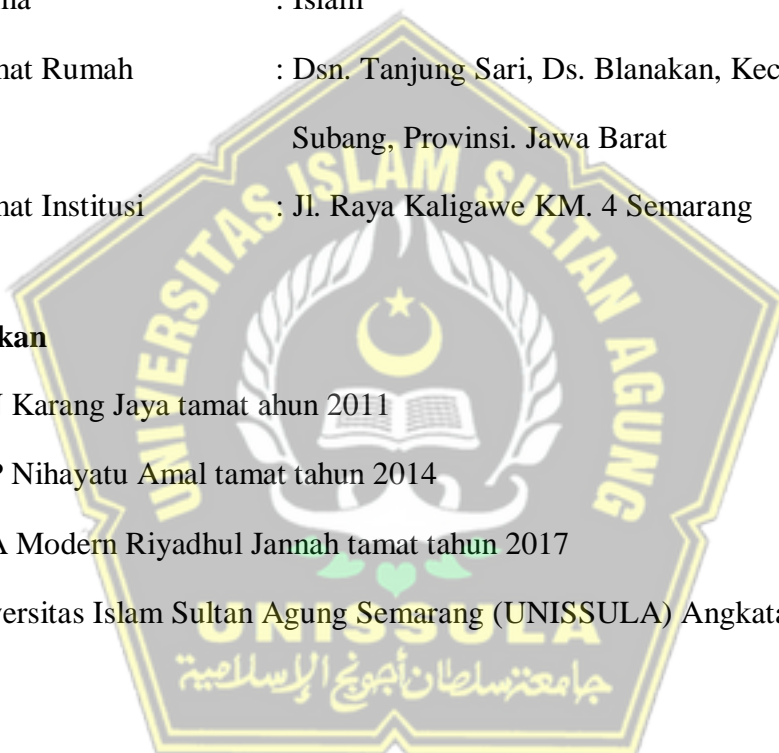 na : Islam
nat Rumah : Dsn. Tanjung Sari, Ds. Blanakan, Kec
Subang, Provinsi. Jawa Barat
nat Institusi : Jl. Raya Kaligawe KM. 4 Semarang
kan
Karang Jaya tamat ahun 2011
P Nihayatu Amal tamat tahun 2014
A Modern Riyadhul Jannah tamat tahun 2017
versitas Islam Sultan Agung Semarang (UNISSULA) Angkata
UNIVERSITAS ISLAM SULTAN AGUNG
UNISSULA
جامعة سلطان أجونج الإسلامية